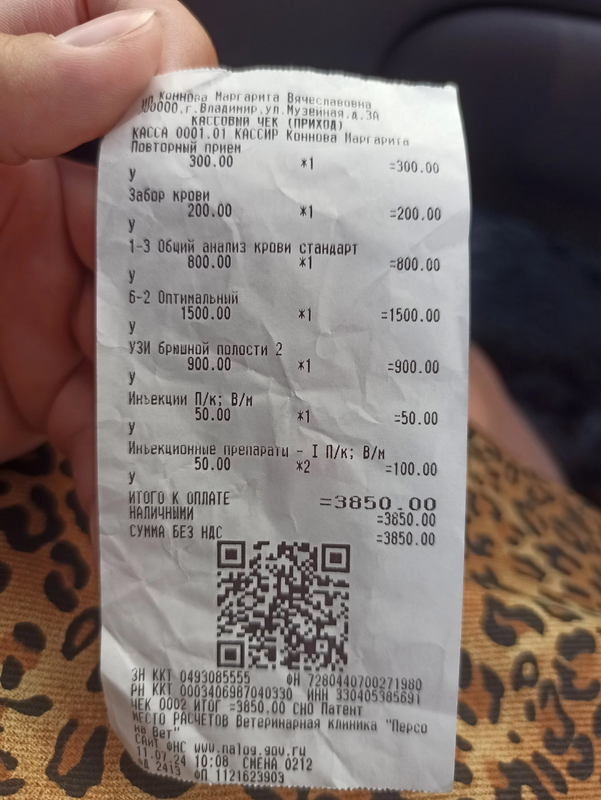 ИП Коннова Маргарита Вячеславовна
г.Владимир,ул.Музейная,д.3А
КАССОВЫЙ ЧЕК (ПРИХОД)
КАССА 0001.01 КАССИР Коннова Маргарита
Повторный прием
300.00 *1 =300.00
У
Забор крови
200.00 *1 =200.00
У
1-3 Общий анализ крови стандарт
800.00 *1 =800.00
У
6-2 Оптимальный
1500.00 *1 =1500.00
У
УЗИ брюшной полости 2
900.00 *1 =900.00
У
Инъекции П/к; В/м
50.00 *1 =50.00
У
Инъекционные препараты - I П/к; В/м
50.00 *2 =100.00
У
ИТОГО К ОПЛАТЕ =3850.00
НАЛИЧНЫМИ =3850.00
СУММА БЕЗ НДС =3850.00
ЗН ККТ 0493085555 ФН 7280440700271980
РН ККТ 0003406987040330 ИНН 330405385691
ЧЕК 0002 ИТОГ =3850.00 СНО Патент
МЕСТО РАСЧЕТОВ Ветеринарная клиника "Персо
на Вет"
Сайт ФНС www.nalog.gov.ru
11.07.24 10:08 СМЕНА 0212
ФД 2413 ФП 1121623903